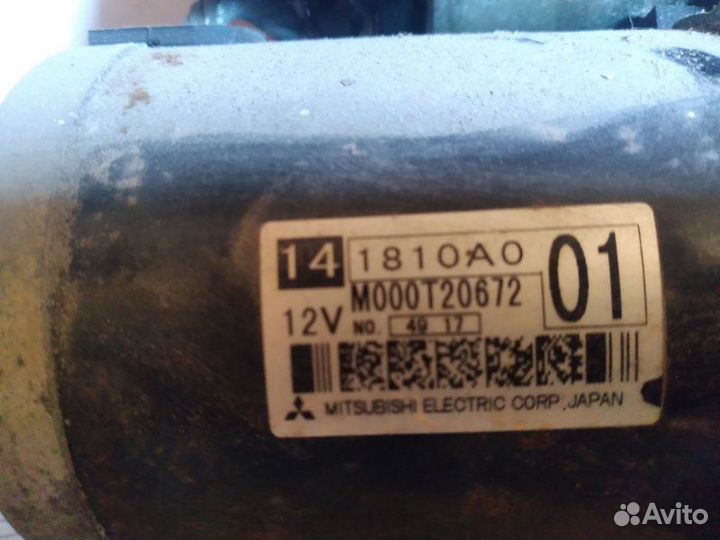 14 1810A0 01
M000T20672
12V NO. 49 17
MITSUBISHI ELECTRIC CORP. JAPAN
Avito